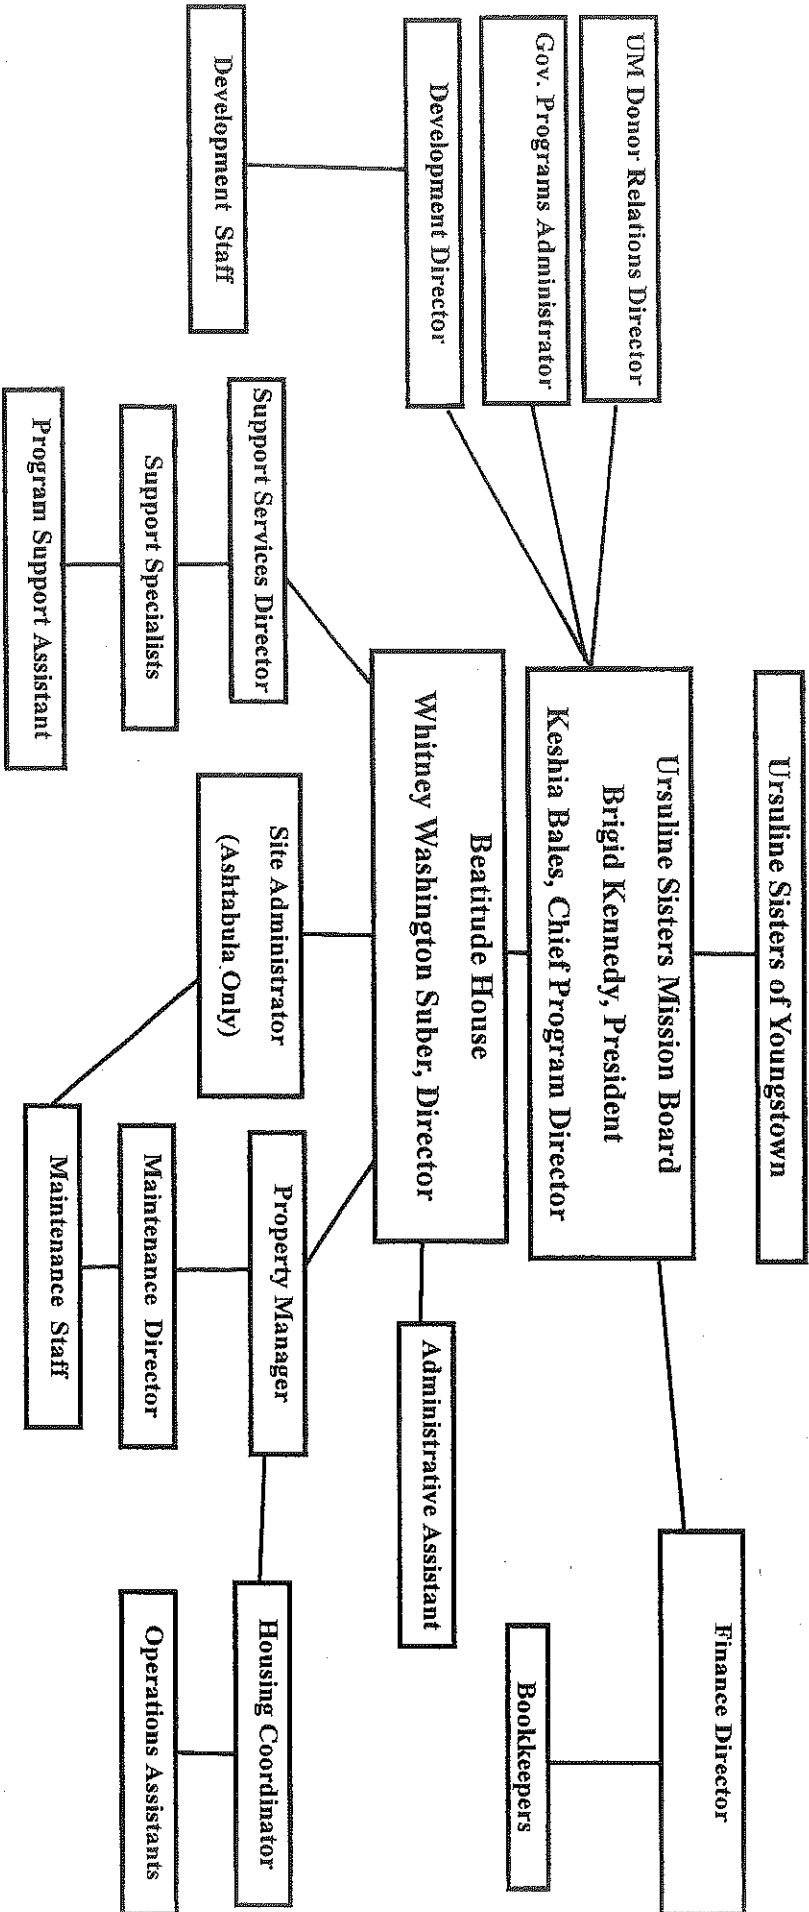 Ursuline Sisters of Youngstown
Ursuline Sisters Mission Board
Brigid Kennedy, President
Keshia Bales, Chief Program Director
UM Donor Relations Director
Gov. Programs Administrator
Development Director
Development Staff
Finance Director
Bookkeepers
Beatitude House
Whitney Washington Suber, Director
Administrative Assistant
Support Services Director
Support Specialists
Program Support Assistant
Site Administrator
(Ashtabula Only)
Property Manager
Maintenance Director
Maintenance Staff
Housing Coordinator
Operations Assistants